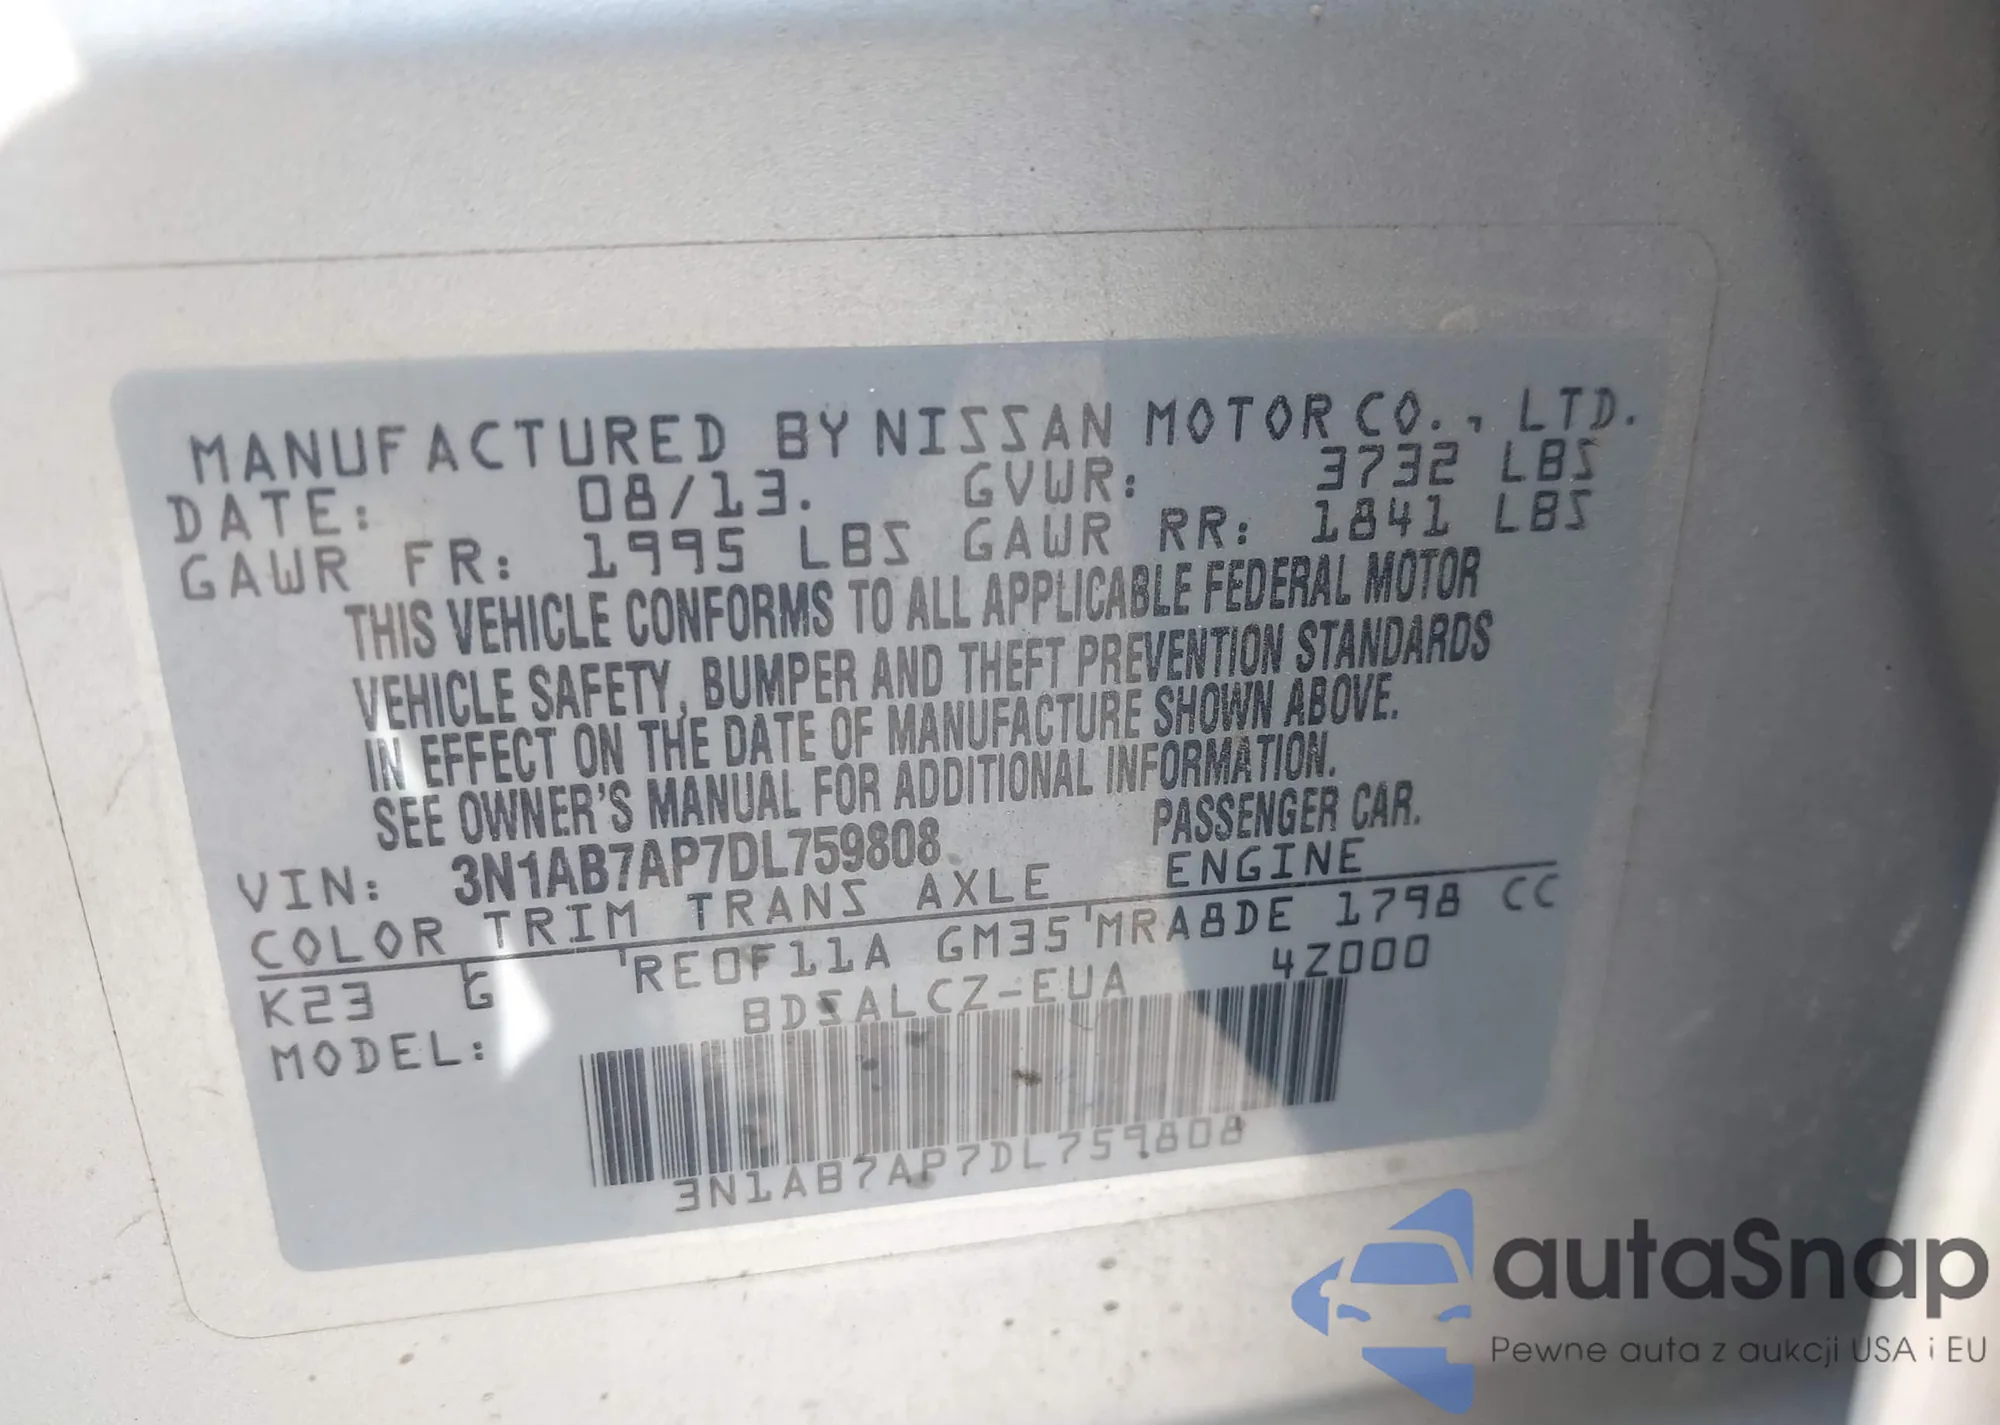 MANUFACTURED BY NISSAN MOTOR CO., LTD.
DATE: 08/13. GVWR: 3732 LBS
GAWR FR: 1995 LBS GAWR RR: 1841 LBS
THIS VEHICLE CONFORMS TO ALL APPLICABLE FEDERAL MOTOR
VEHICLE SAFETY, BUMPER AND THEFT PREVENTION STANDARDS
IN EFFECT ON THE DATE OF MANUFACTURE SHOWN ABOVE.
SEE OWNER'S MANUAL FOR ADDITIONAL INFORMATION.
VIN: 3N1AB7AP7DL759808 PASSENGER CAR.
COLOR TRIM TRANS AXLE ENGINE
K23 G RE0F11A GM35 MRA8DE 1798 CC
MODEL: BDSALCZ-EUA 4Z000
3N1AB7AP7DL759808
autaSnap
Pewne auta z aukcji USA i EU